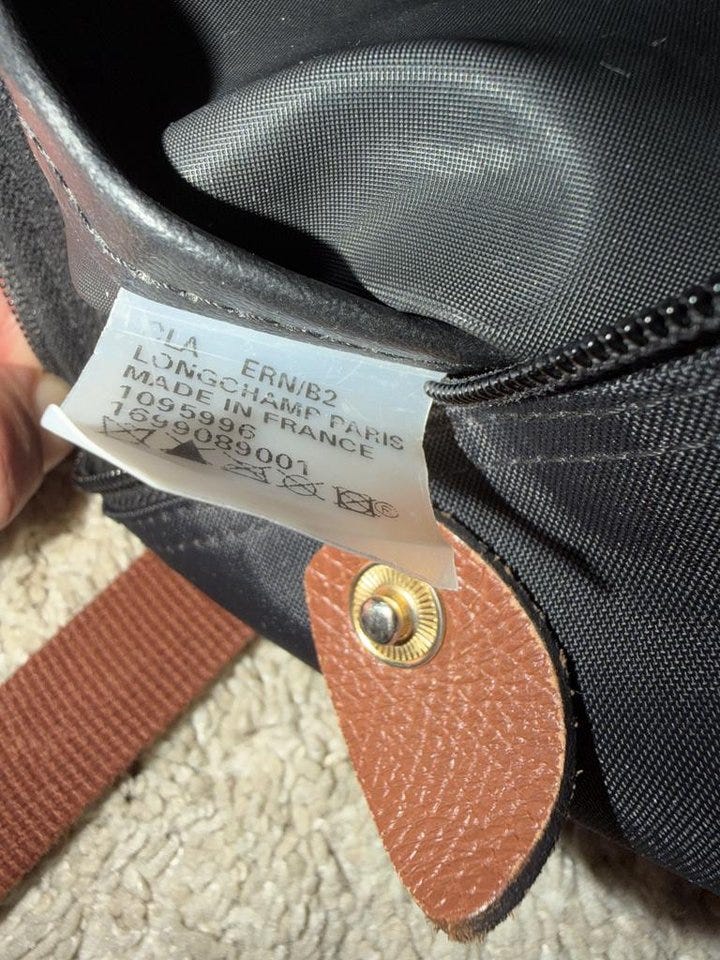 ERN/B2
LONGCHAMP PARIS
MADE IN FRANCE
1095996
1699089001